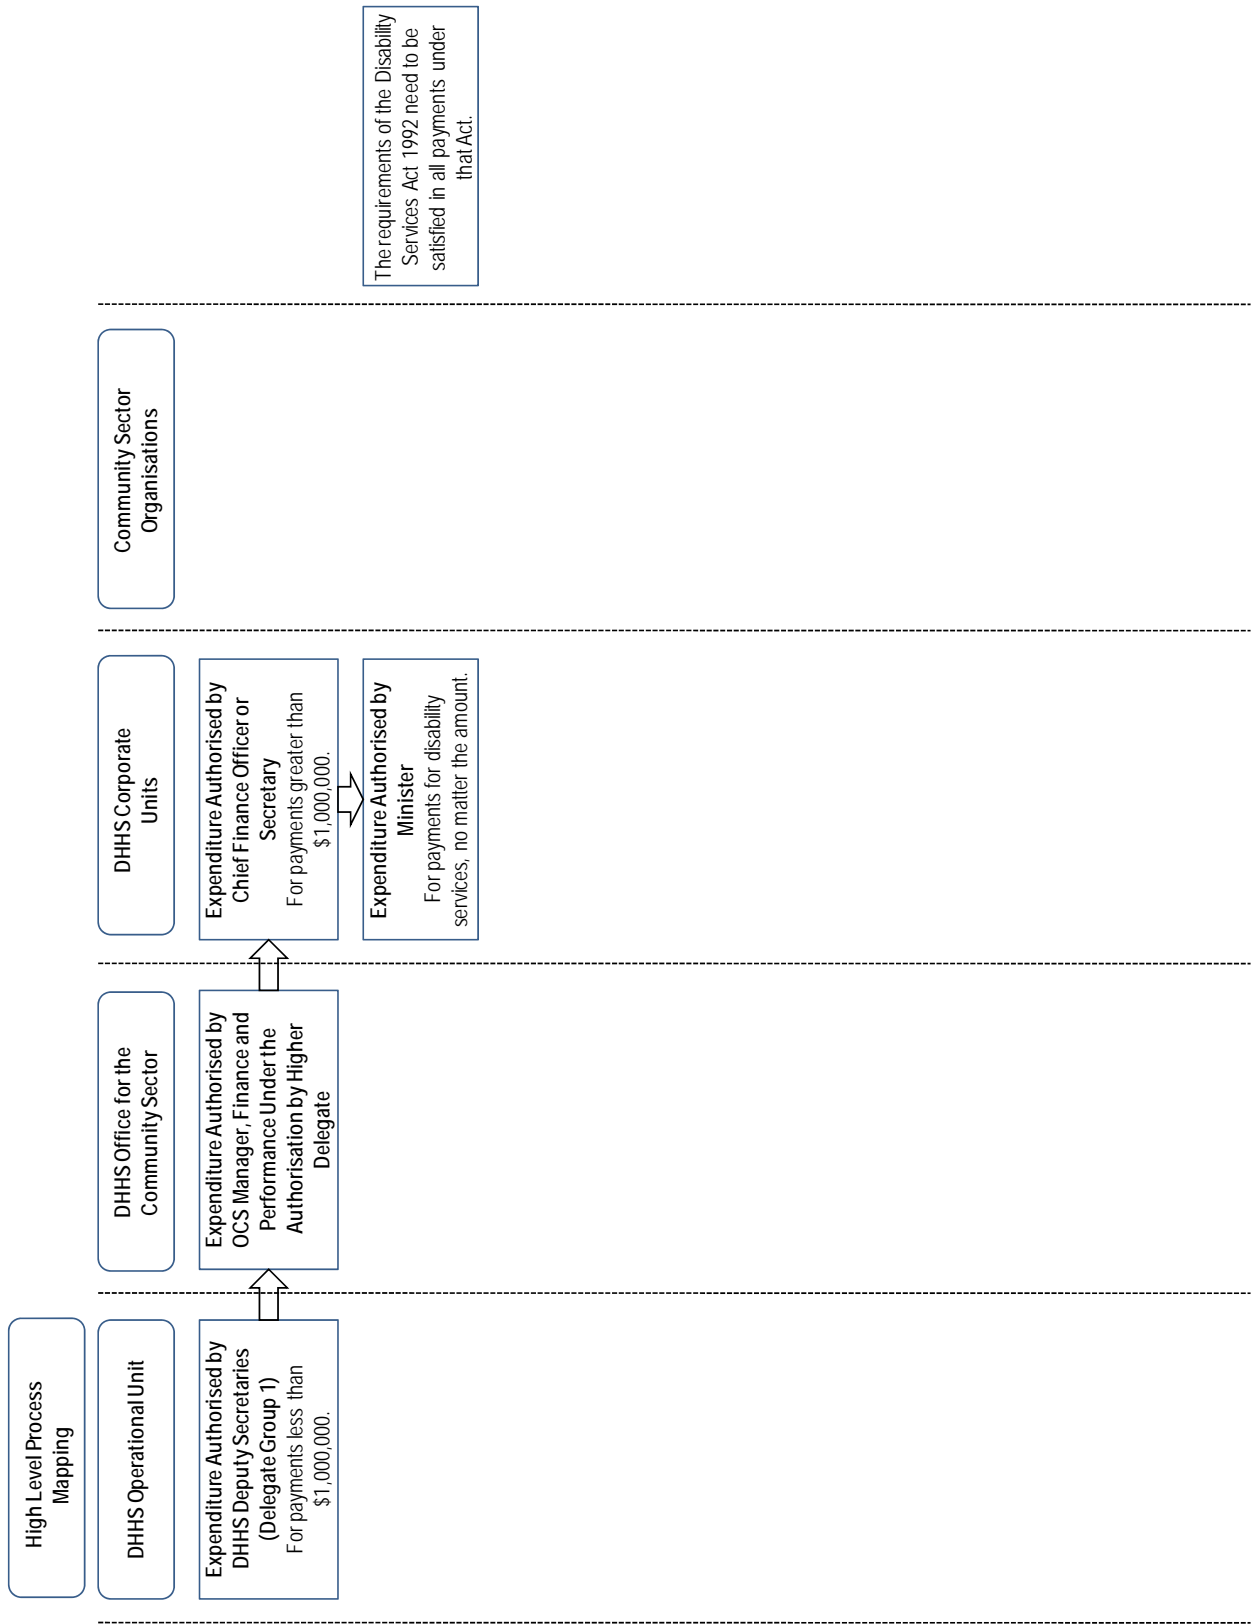 High Level Process
Mapping
DHHS Operational Unit
DHHS Office for the
Community Sector
DHHS Corporate
Units
Community Sector
Organisations
Expenditure Authorised by
DHHS Deputy Secretaries
(Delegate Group 1)
For payments less than
$1,000,000.
Expenditure Authorised by
OCS Manager, Finance and
Performance Under the
Authorisation by Higher
Delegate
Expenditure Authorised by
Chief Finance Officer or
Secretary
For payments greater than
$1,000,000.
Expenditure Authorised by
Minister
For payments for disability
services, no matter the amount.
The requirements of the Disability
Services Act 1992 need to be
satisfied in all payments under
that Act.